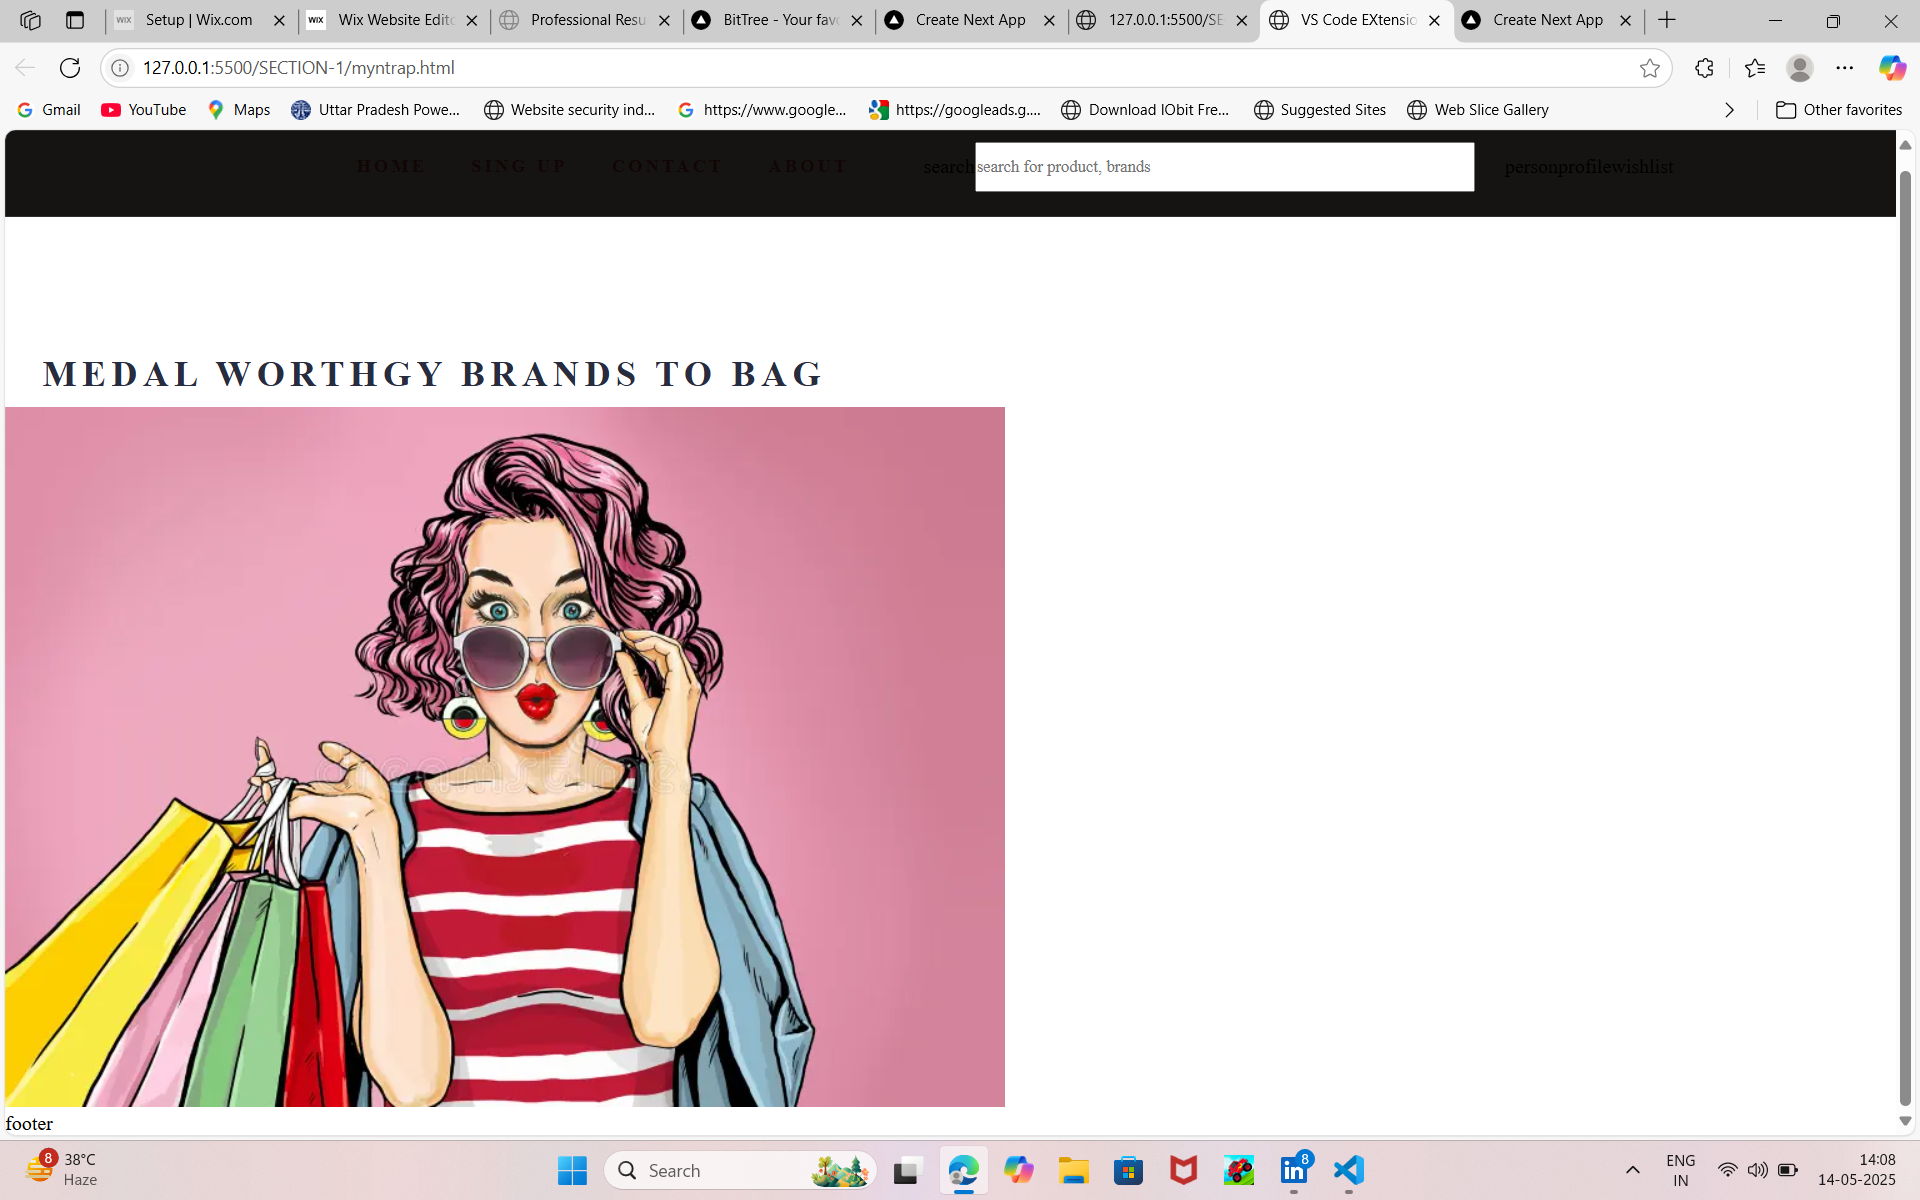 Setup | Wix.com
Wix Website Edito
Professional Resu
BitTree - Your favo
Create Next App
127.0.0.1:5500/SE
VS Code EXtensio
Create Next App
127.0.0.1:5500/SECTION-1/myntrap.html
Gmail
YouTube
Maps
Uttar Pradesh Powe...
Website security ind...
https://www.google...
https://googleads.g....
Download IObit Fre...
Suggested Sites
Web Slice Gallery
Other favorites
HOME SING UP CONTACT ABOUT search search for product, brands personprofilewishlist
MEDAL WORTHGY BRANDS TO BAG
dreamstime
footer
8
38°C
Haze
Search
8
ENG
IN
14:08
14-05-2025